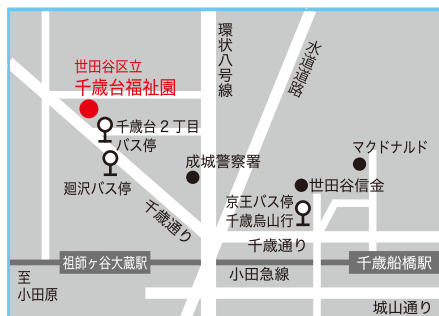 世田谷区立
千歳台福祉園
環状八号線
水道道路
千歳台2丁目
バス停
廻沢バス停
成城警察署
マクドナルド
世田谷信金
京王バス停
千歳烏山行
千歳通り
千歳通り
祖師ヶ谷大蔵駅
千歳船橋駅
小田急線
至
小田原
城山通り